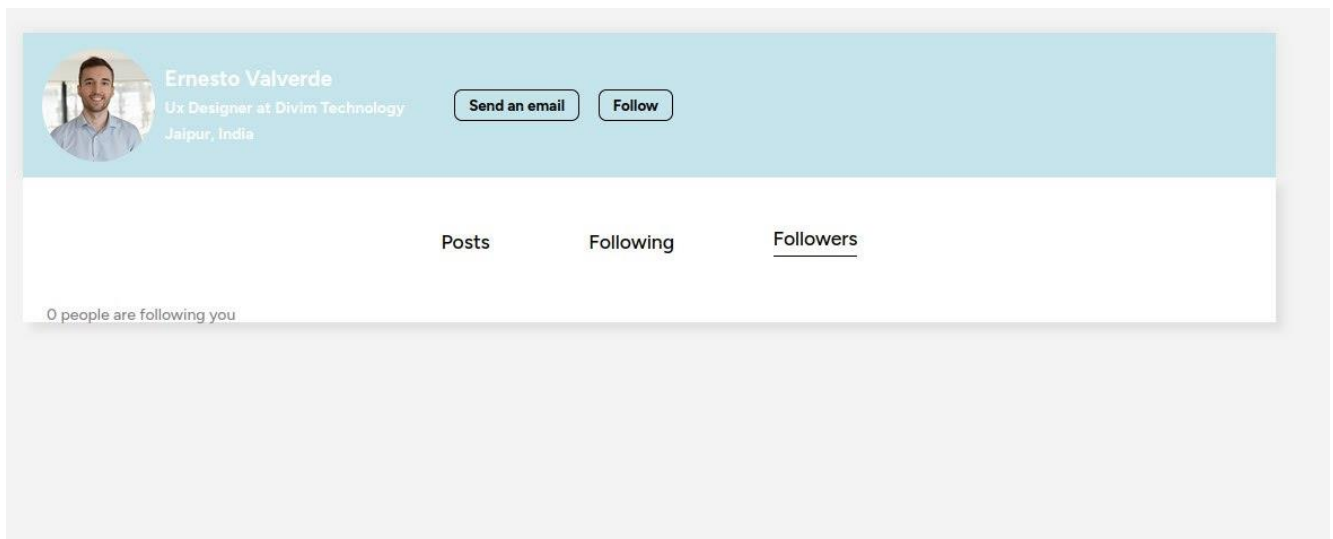 Ernesto Valverde
Ux Designer at Divim Technology
Jaipur, India
Send an email
Follow
Posts
Following
Followers
0 people are following you